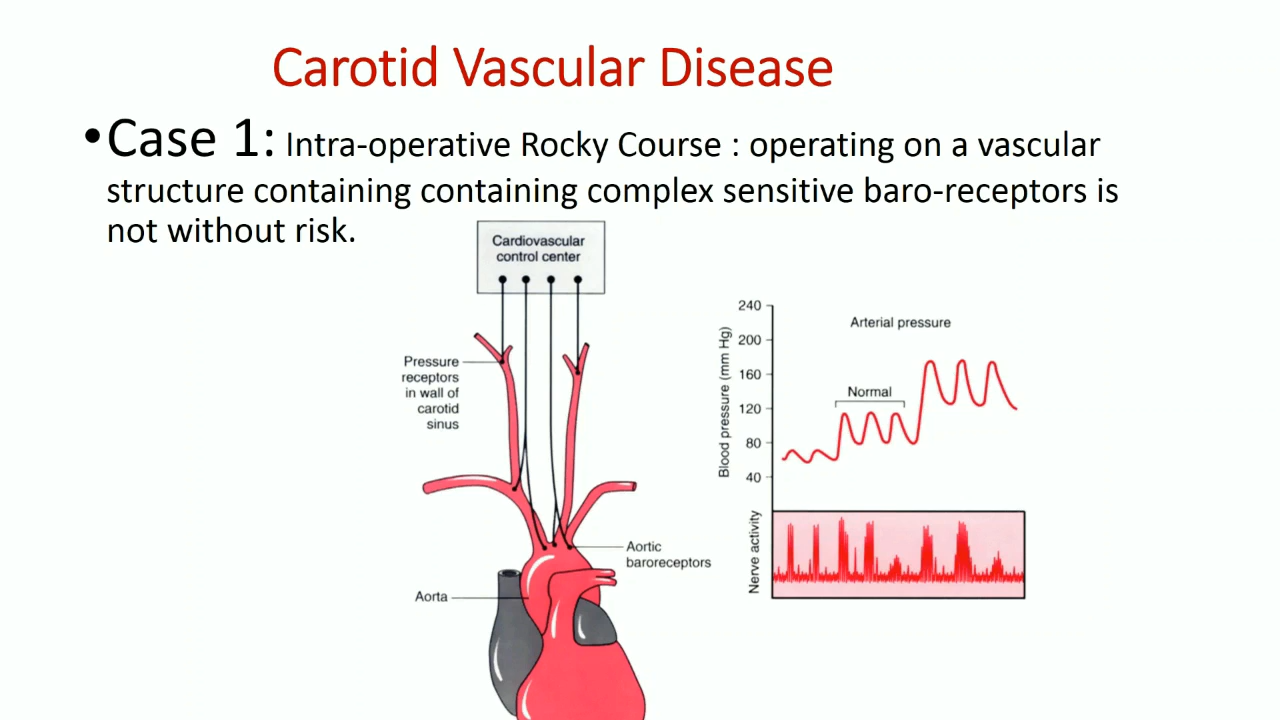 Carotid Vascular Disease
•Case 1: Intra-operative Rocky Course : operating on a vascular
structure containing containing complex sensitive baro-receptors is
not without risk.
Cardiovascular
control center
Pressure
receptors
in wall of
carotid
sinus
Aortic
baroreceptors
Aorta
Arterial pressure
Normal
Blood pressure (mm Hg)
240
200
160
120
80
40
Nerve activity